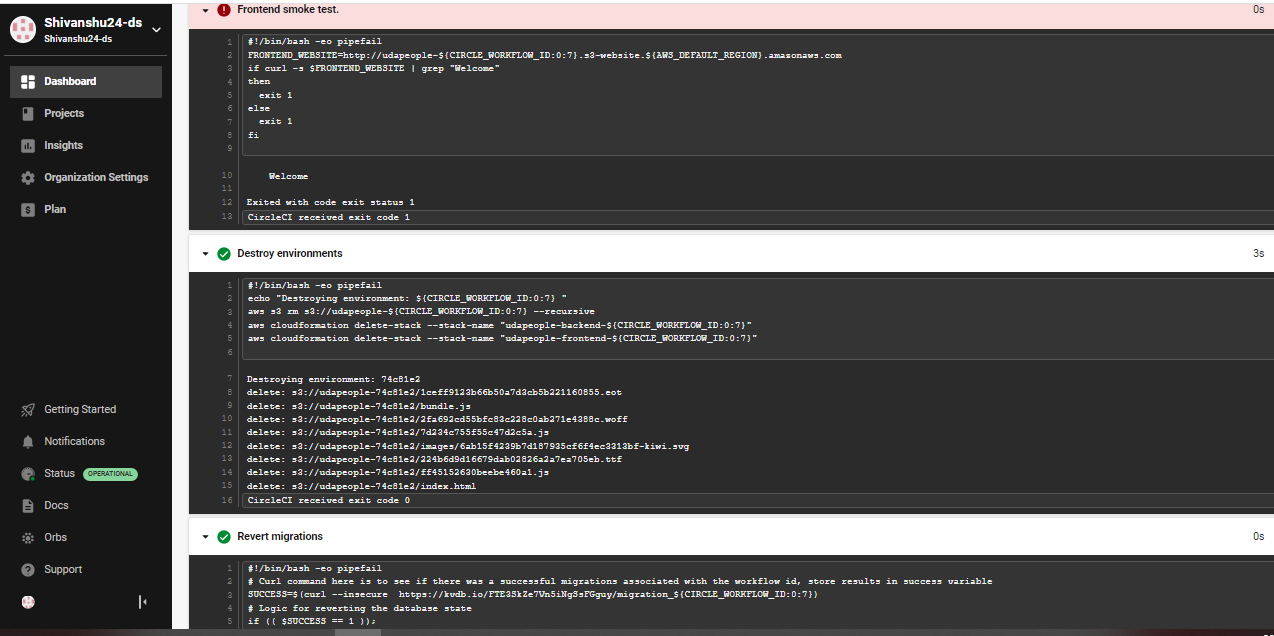 Shivanshu24-ds
Shivanshu24-ds
Dashboard
Projects
Insights
Organization Settings
Plan
Getting Started
Notifications
Status OPERATIONAL
Docs
Orbs
Support
Frontend smoke test. 0s
1 #!/bin/bash -eo pipefail
2 FRONTEND_WEBSITE=http://udapeople-${CIRCLE_WORKFLOW_ID:0:7}.s3-website.${AWS_DEFAULT_REGION}.amazonaws.com
3 if curl -s $FRONTEND_WEBSITE | grep "Welcome"
4 then
5 exit 1
6 else
7 exit 1
8 fi
9
10 Welcome
11
12 Exited with code exit status 1
13 CircleCI received exit code 1
Destroy environments 3s
1 #!/bin/bash -eo pipefail
2 echo "Destroying environment: ${CIRCLE_WORKFLOW_ID:0:7} "
3 aws s3 rm s3://udapeople-${CIRCLE_WORKFLOW_ID:0:7} --recursive
4 aws cloudformation delete-stack --stack-name "udapeople-backend-${CIRCLE_WORKFLOW_ID:0:7}"
5 aws cloudformation delete-stack --stack-name "udapeople-frontend-${CIRCLE_WORKFLOW_ID:0:7}"
6
7 Destroying environment: 74c81e2
8 delete: s3://udapeople-74c81e2/1ceff9123b66b50a7d3cb5b221160855.eot
9 delete: s3://udapeople-74c81e2/bundle.js
10 delete: s3://udapeople-74c81e2/2fa692cd55bfc83c228c0ab271e4388c.woff
11 delete: s3://udapeople-74c81e2/7d234c755f55c47d2c5a.js
12 delete: s3://udapeople-74c81e2/images/6ab15f4239b7d187935cf6f4ec3313bf-kiwi.svg
13 delete: s3://udapeople-74c81e2/224b6d9d16679dab02826a2a7ea705eb.ttf
14 delete: s3://udapeople-74c81e2/ff45152630beebe460a1.js
15 delete: s3://udapeople-74c81e2/index.html
16 CircleCI received exit code 0
Revert migrations 0s
1 #!/bin/bash -eo pipefail
2 # Curl command here is to see if there was a successful migrations associated with the workflow id, store results in success variable
3 SUCCESS=$(curl --insecure https://kvdb.io/FTE3SkZe7Vn5iNgSsFGguy/migration_${CIRCLE_WORKFLOW_ID:0:7})
4 # Logic for reverting the database state
5 if (( $SUCCESS == 1 ));